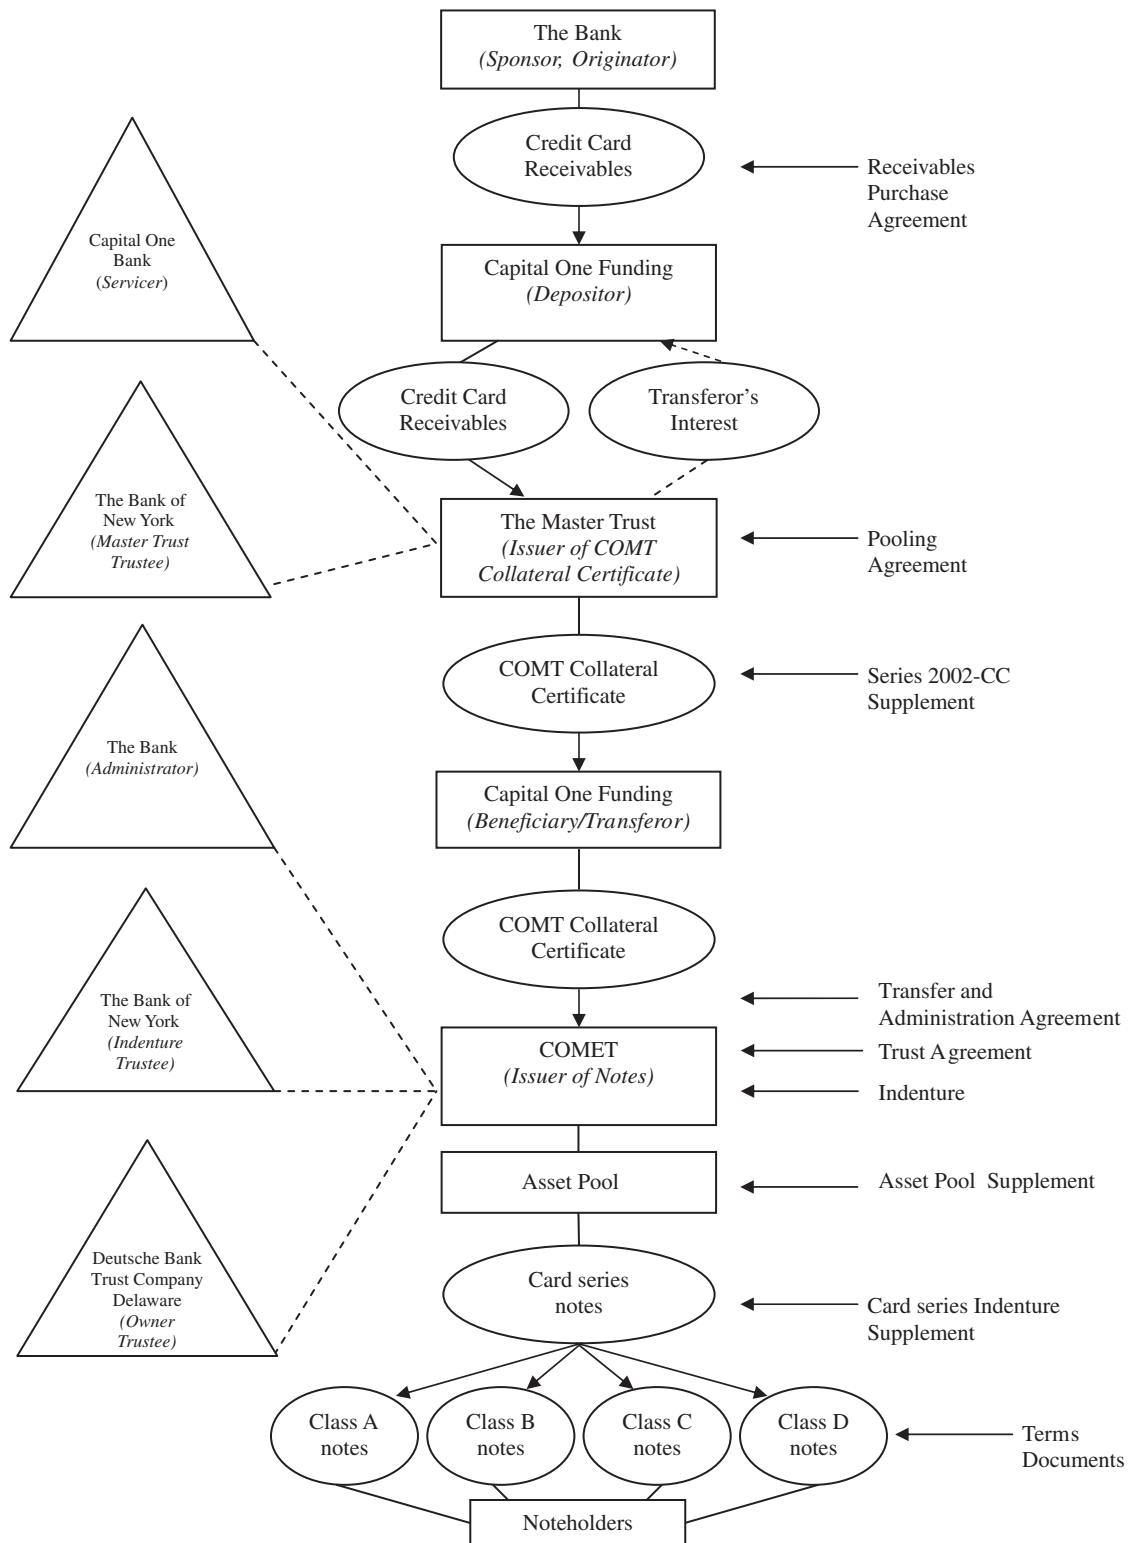 The Bank
(Sponsor, Originator)
Credit Card
Receivables
Receivables
Purchase
Agreement
Capital One
Bank
(Servicer)
Capital One Funding
(Depositor)
Credit Card
Receivables
Transferor's
Interest
The Bank of
New York
(Master Trust
Trustee)
The Master Trust
(Issuer of COMT
Collateral Certificate)
Pooling
Agreement
COMT Collateral
Certificate
Series 2002-CC
Supplement
The Bank
(Administrator)
Capital One Funding
(Beneficiary/Transferor)
COMT Collateral
Certificate
The Bank of
New York
(Indenture
Trustee)
Transfer and
Administration Agreement
COMET
(Issuer of Notes)
Trust Agreement
Indenture
Asset Pool
Asset Pool Supplement
Deutsche Bank
Trust Company
Delaware
(Owner
Trustee)
Card series
notes
Card series Indenture
Supplement
Class A
notes
Class B
notes
Class C
notes
Class D
notes
Terms
Documents
Noteholders